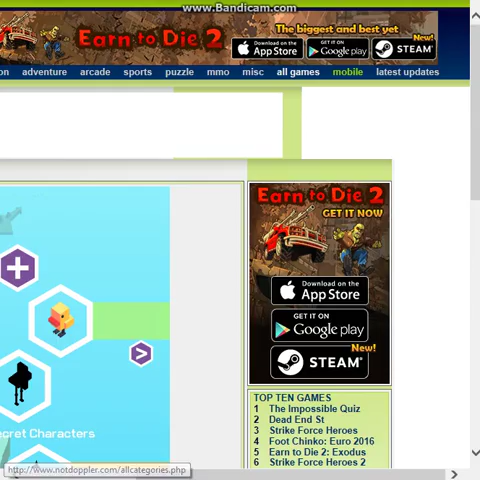 www.Bandicam.com
Earn to Die 2
The biggest and best yet
Download on the App Store
GET IT ON Google play
New!
STEAM
on adventure arcade sports puzzle mmo misc all games mobile latest updates
Earn to Die 2
GET IT NOW
Download on the
App Store
GET IT ON
Google play
New!
STEAM
ecret Characters
TOP TEN GAMES
1 The Impossible Quiz
2 Dead End St
3 Strike Force Heroes
4 Foot Chinko: Euro 2016
5 Earn to Die 2: Exodus
6 Strike Force Heroes 2
http://www.notdoppler.com/allcategories.php